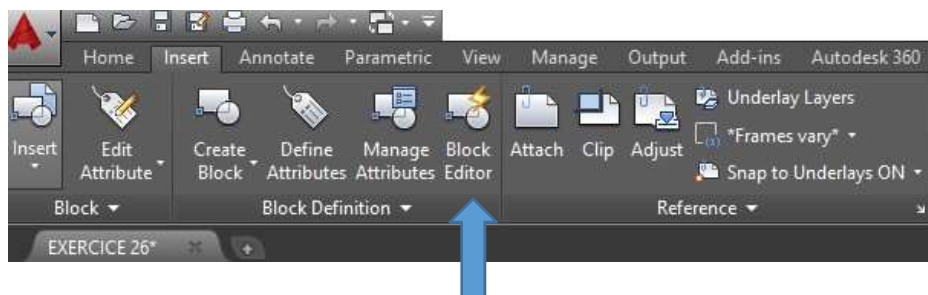 Home Insert Annotate Parametric View Manage Output Add-ins Autodesk 360
Insert
Edit Attribute
Create Block
Define Attributes
Manage Attributes
Block Editor
Attach
Clip
Adjust
Underlay Layers
*Frames vary*
Snap to Underlays ON
Block
Block Definition
Reference
EXERCICE 26*